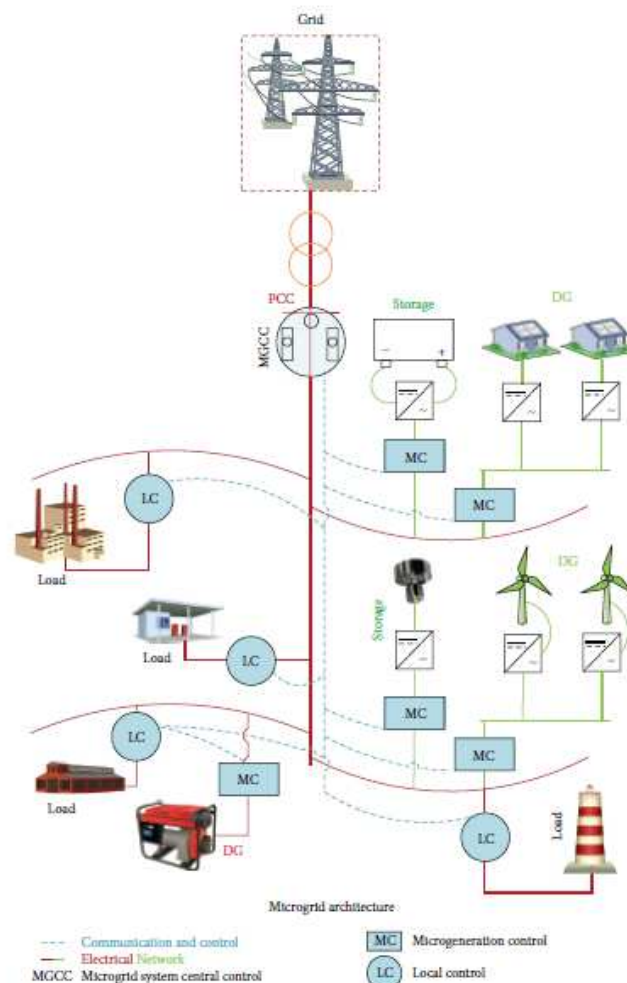 Grid
PCC
MGCC
Storage
DG
MC
MC
LC
Load
DG
Storage
Load
LC
MC
MC
LC
Load
MC
DG
LC
Load
Microgrid architecture
Communication and control
Electrical Network
MGCC Microgrid system central control
MC Microgeneration control
LC Local control